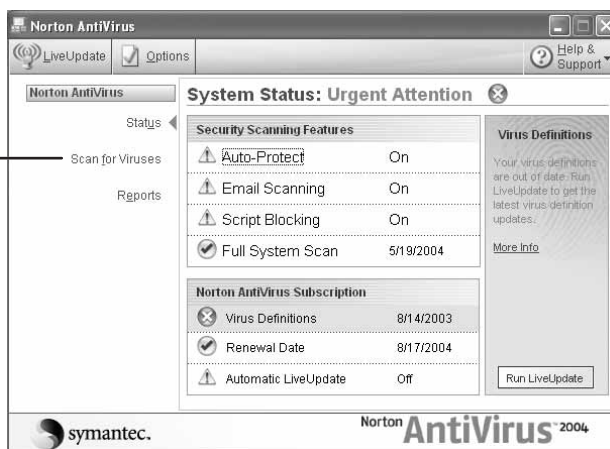 Norton AntiVirus
LiveUpdate Options Help & Support
Norton AntiVirus
Status
Scan for Viruses
Reports
System Status: Urgent Attention
Security Scanning Features
Auto-Protect On
Email Scanning On
Script Blocking On
Full System Scan 5/19/2004
Norton AntiVirus Subscription
Virus Definitions 8/14/2003
Renewal Date 8/17/2004
Automatic LiveUpdate Off
Virus Definitions
Your virus definitions
are out of date. Run
LiveUpdate to get the
latest virus definition
updates.
More Info
Run LiveUpdate
symantec.
Norton AntiVirus 2004